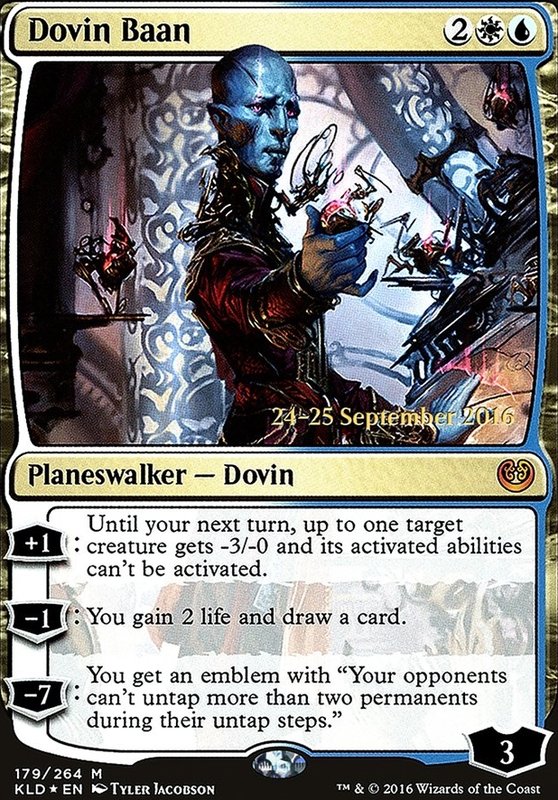 Dovin Baan 2
24–25 September 2016
Planeswalker — Dovin
+1 : Until your next turn, up to one target
creature gets -3/-0 and its activated abilities
can't be activated.
−1 : You gain 2 life and draw a card.
−7 : You get an emblem with “Your opponents
can't untap more than two permanents
during their untap steps.”
3
179/264 M
KLD ★ EN Tyler Jacobson
™ & © 2016 Wizards of the Coast